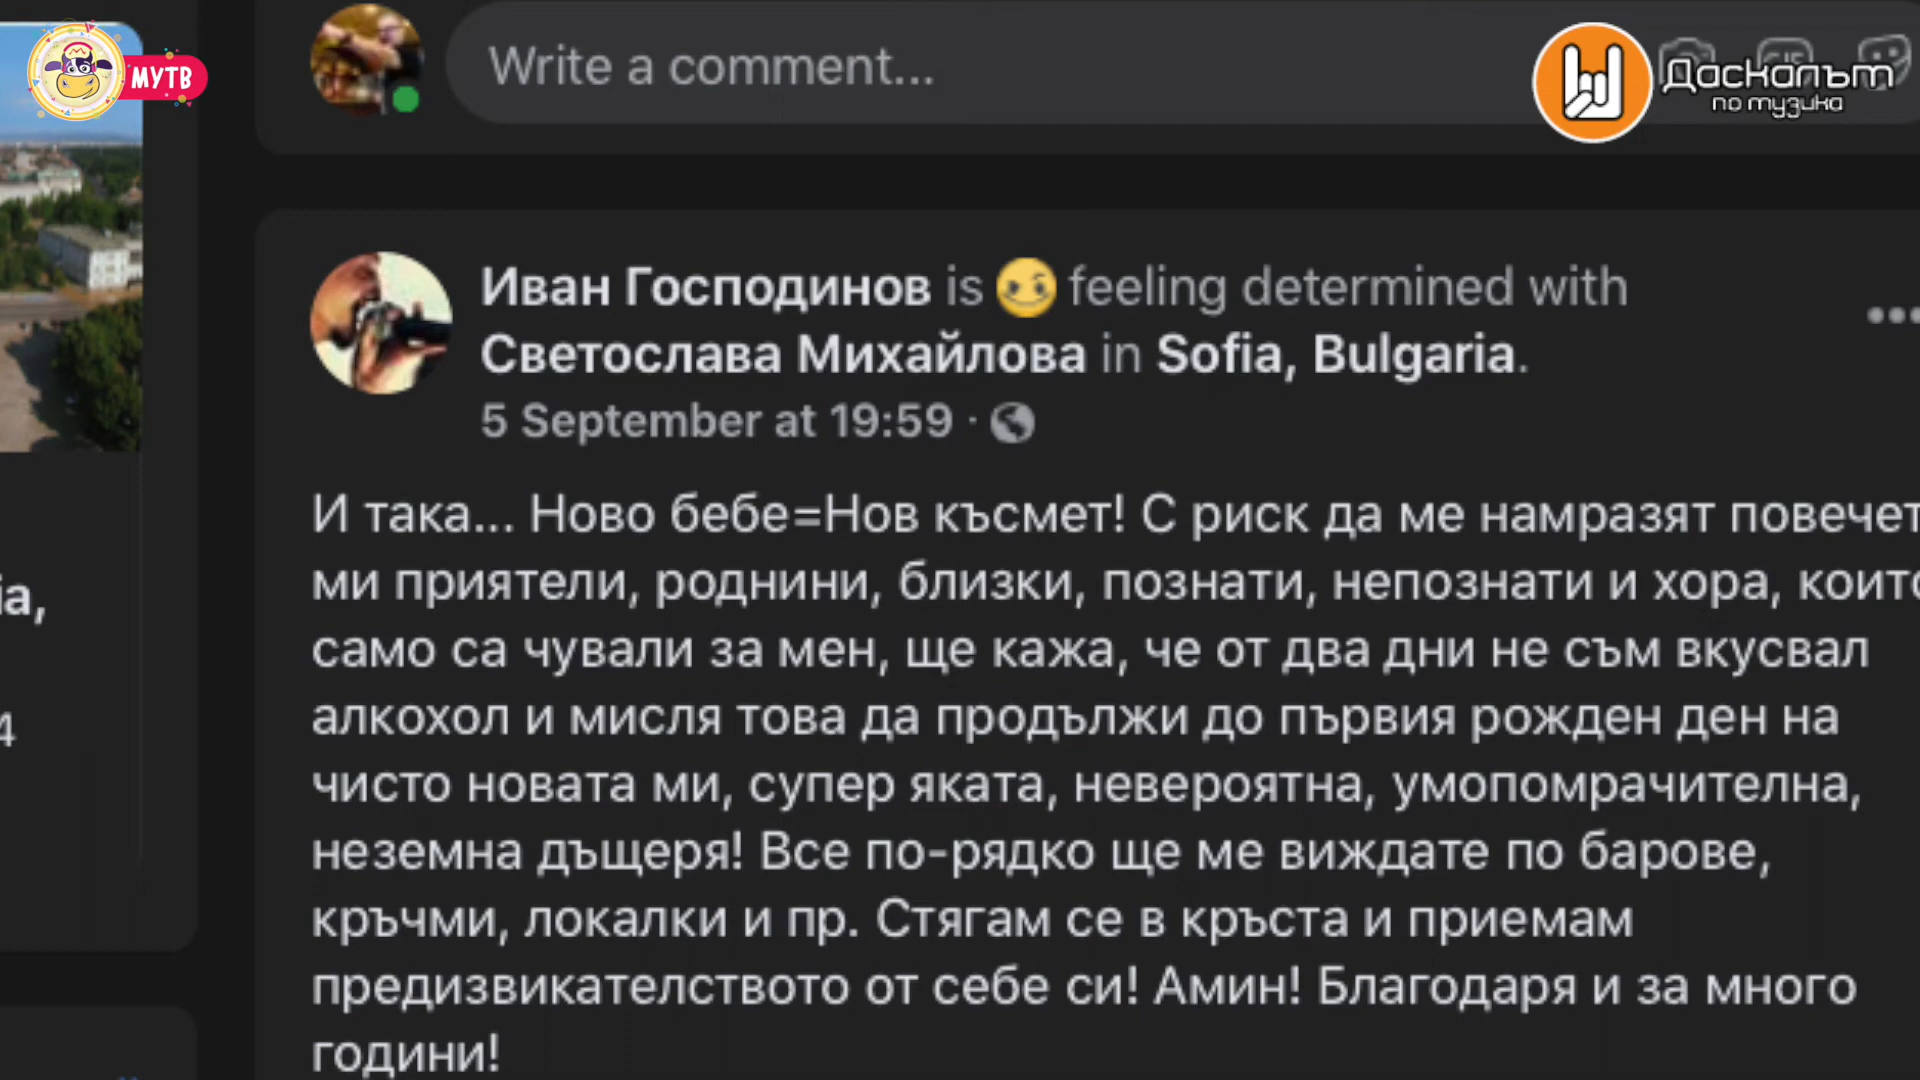 МУТВ
Write a comment...
Даскалът
по музика
Иван Господинов is feeling determined with
Светослава Михайлова in Sofia, Bulgaria.
5 September at 19:59 ·
И така... Ново бебе=Нов късмет! С риск да ме намразят повечет
ми приятели, роднини, близки, познати, непознати и хора, които
само са чували за мен, ще кажа, че от два дни не съм вкусвал
алкохол и мисля това да продължи до първия рожден ден на
чисто новата ми, супер яката, невероятна, умопомрачителна,
неземна дъщеря! Все по-рядко ще ме виждате по барове,
кръчми, локалки и пр. Стягам се в кръста и приемам
предизвикателството от себе си! Амин! Благодаря и за много
години!
ia,
4